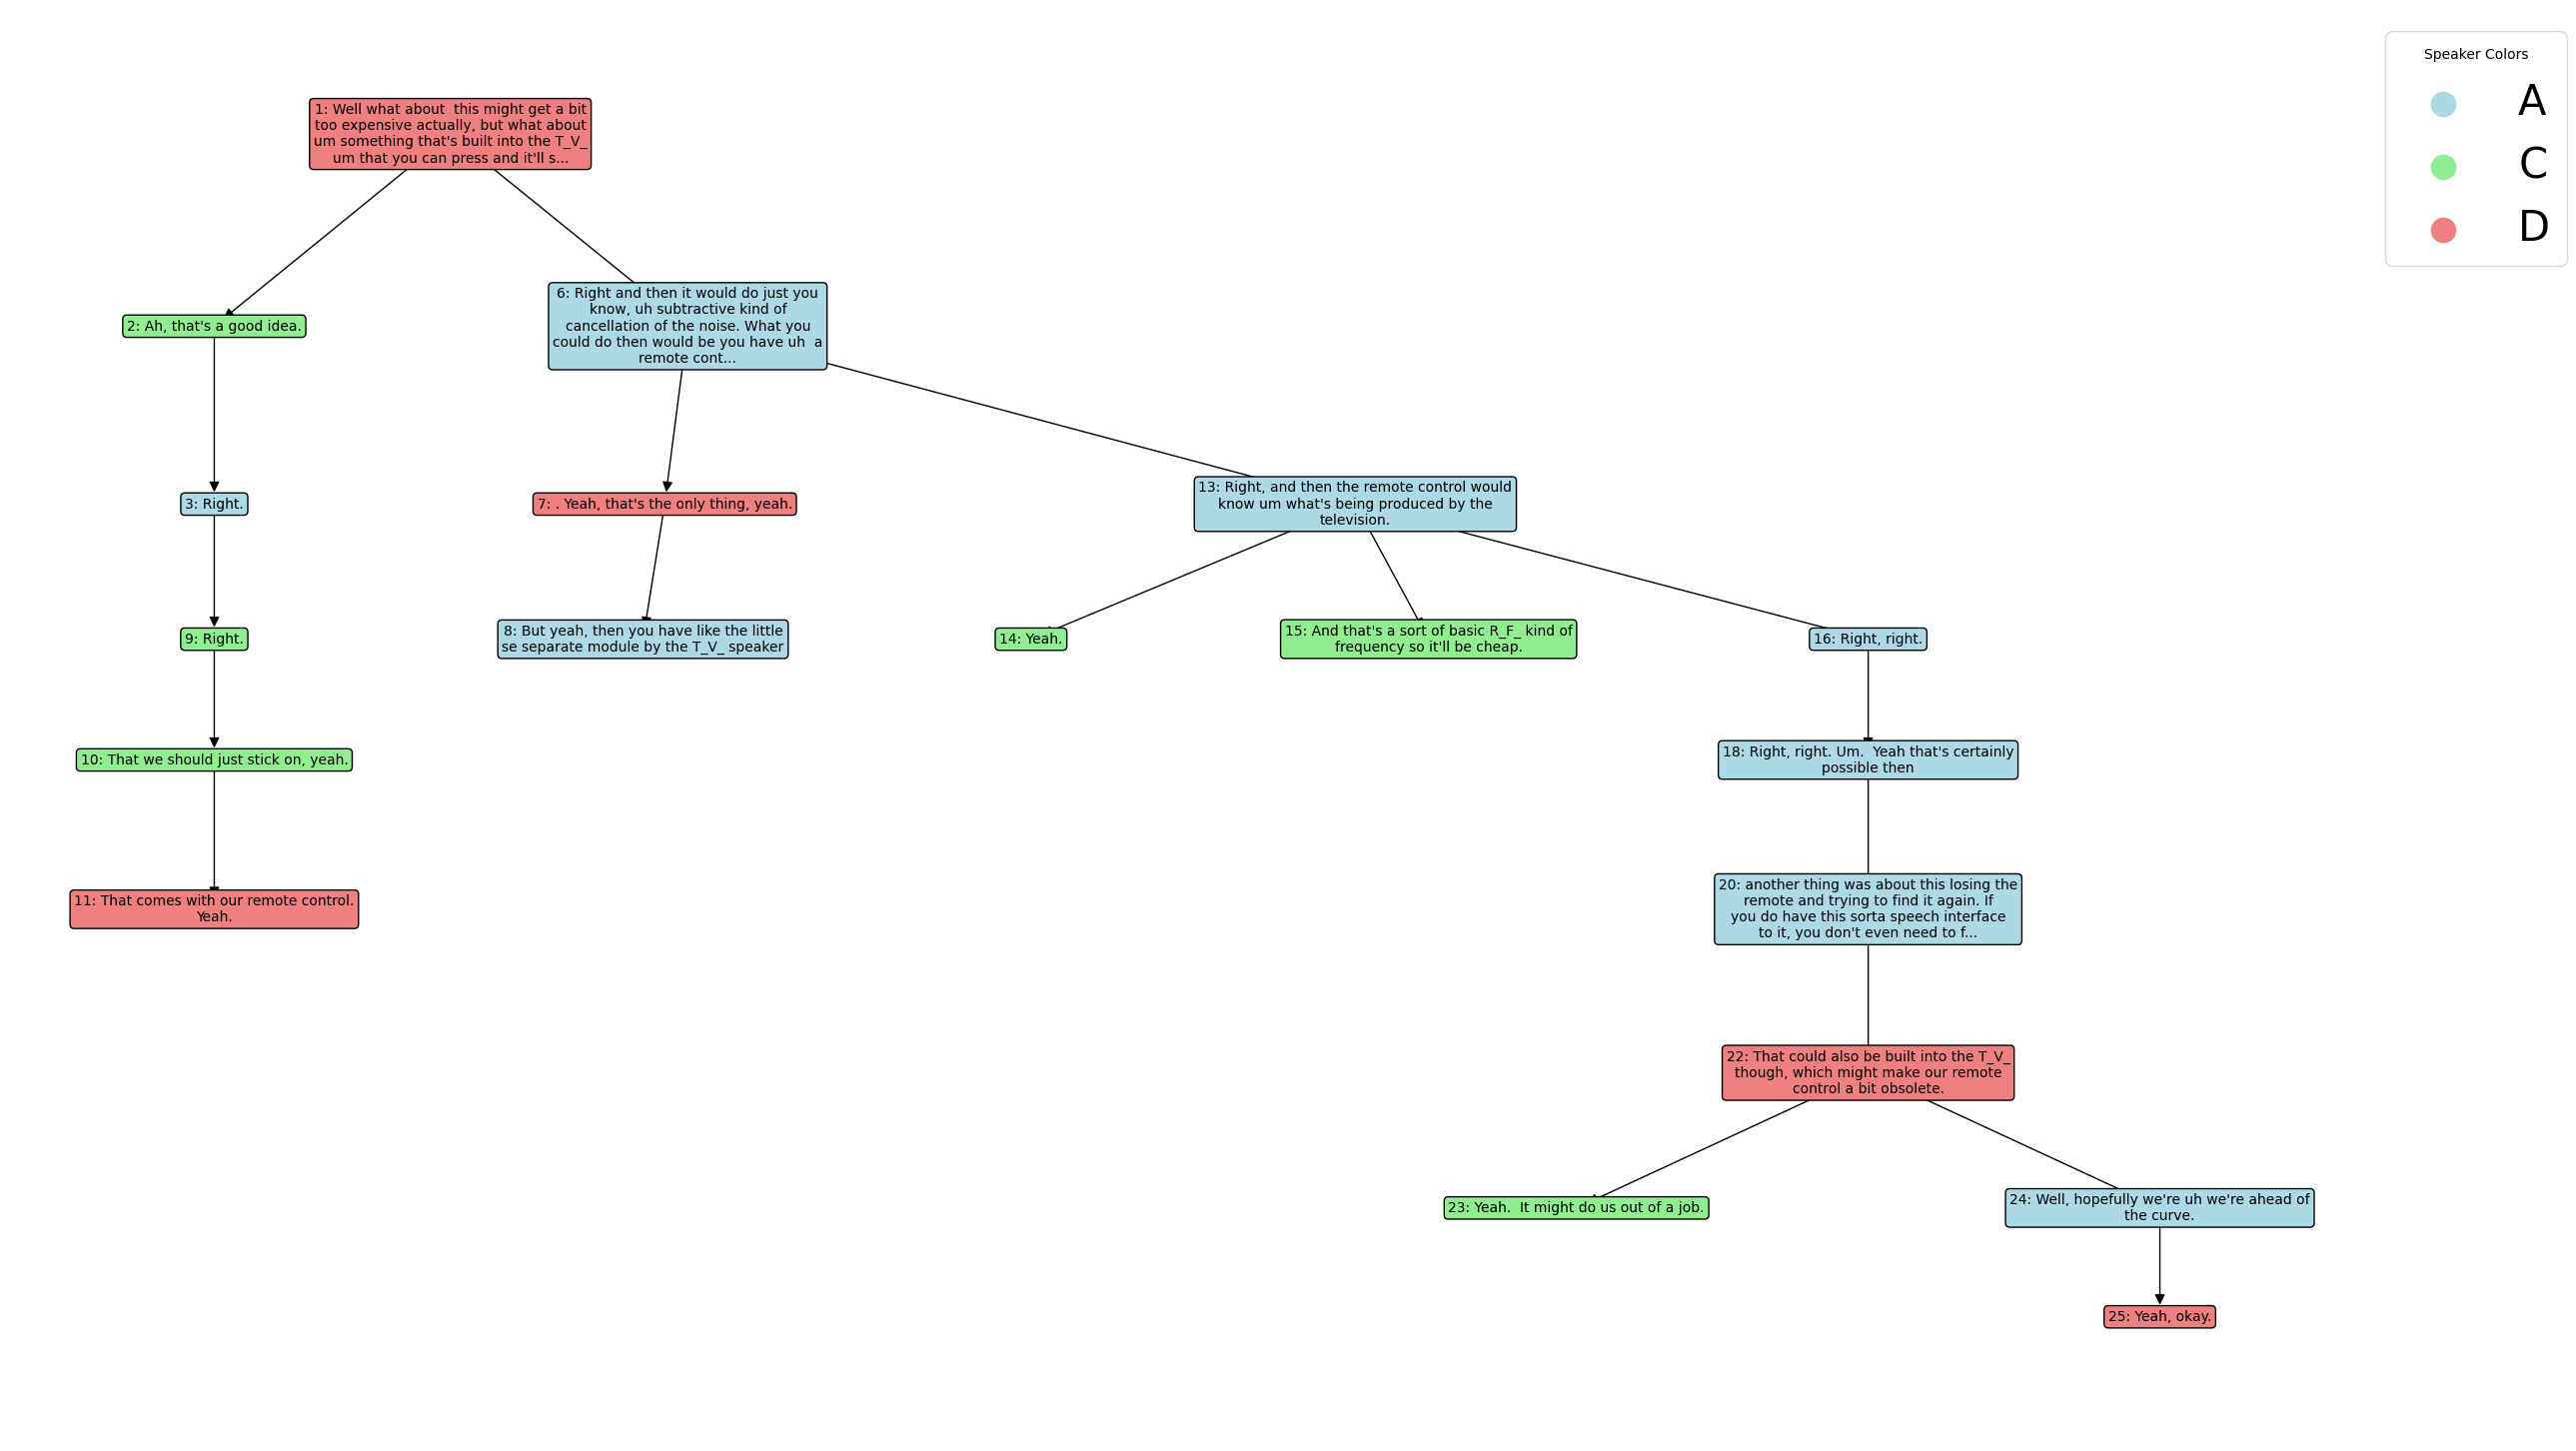 Speaker Colors
A
C
D
1: Well what about  this might get a bit
too expensive actually, but what about
um something that's built into the T_V_
um that you can press and it'll s...
2: Ah, that's a good idea.
6: Right and then it would do just you
know, uh subtractive kind of
cancellation of the noise. What you
could do then would be you have uh  a
remote cont...
3: Right.
7: . Yeah, that's the only thing, yeah.
13: Right, and then the remote control would
know um what's being produced by the
television.
9: Right.
8: But yeah, then you have like the little
se separate module by the T_V_ speaker
14: Yeah.
15: And that's a sort of basic R_F_ kind of
frequency so it'll be cheap.
16: Right, right.
10: That we should just stick on, yeah.
18: Right, right. Um.  Yeah that's certainly
possible then
11: That comes with our remote control.
Yeah.
20: another thing was about this losing the
remote and trying to find it again. If
you do have this sorta speech interface
to it, you don't even need to f...
22: That could also be built into the T_V_
though, which might make our remote
control a bit obsolete.
23: Yeah.  It might do us out of a job.
24: Well, hopefully we're uh we're ahead of
the curve.
25: Yeah, okay.